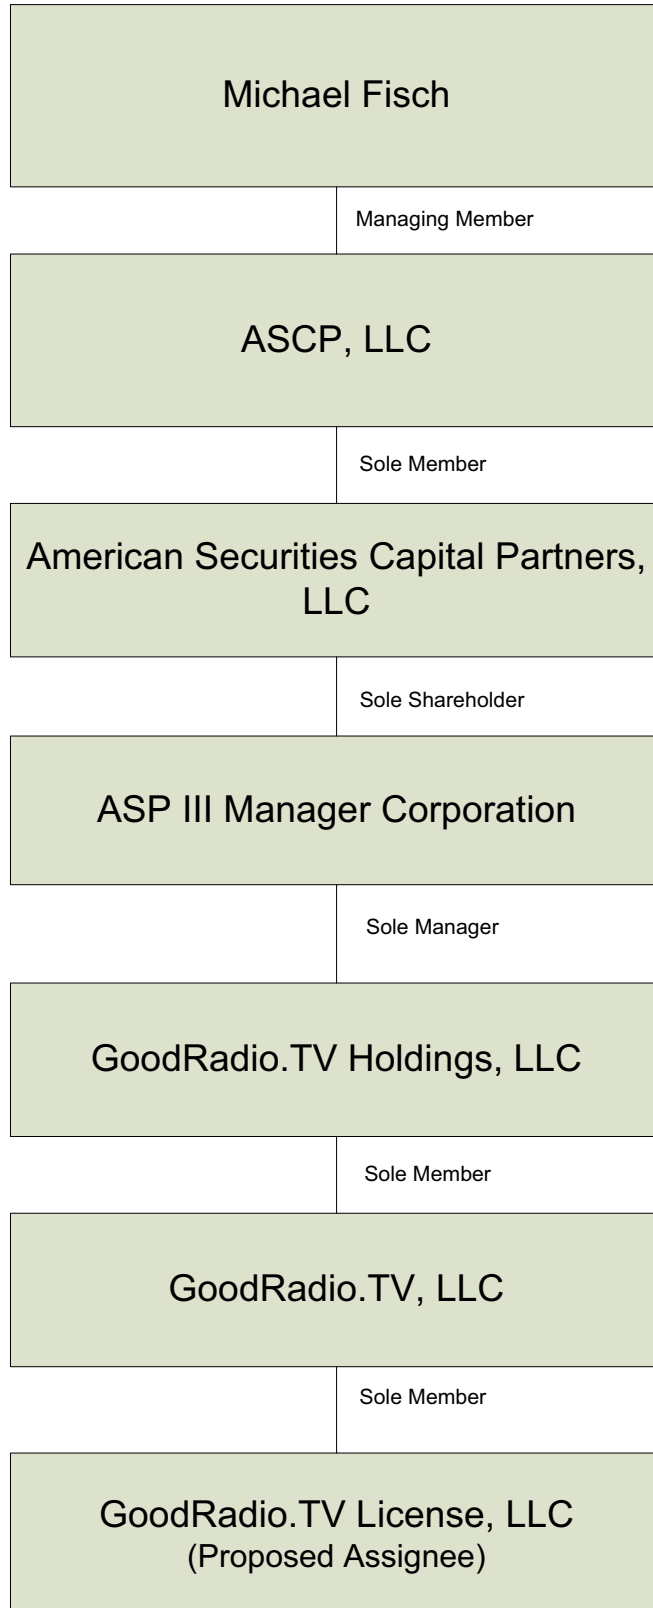 Michael Fisch
Managing Member
ASCP, LLC
Sole Member
American Securities Capital Partners,
LLC
Sole Shareholder
ASP III Manager Corporation
Sole Manager
GoodRadio.TV Holdings, LLC
Sole Member
GoodRadio.TV, LLC
Sole Member
GoodRadio.TV License, LLC
(Proposed Assignee)